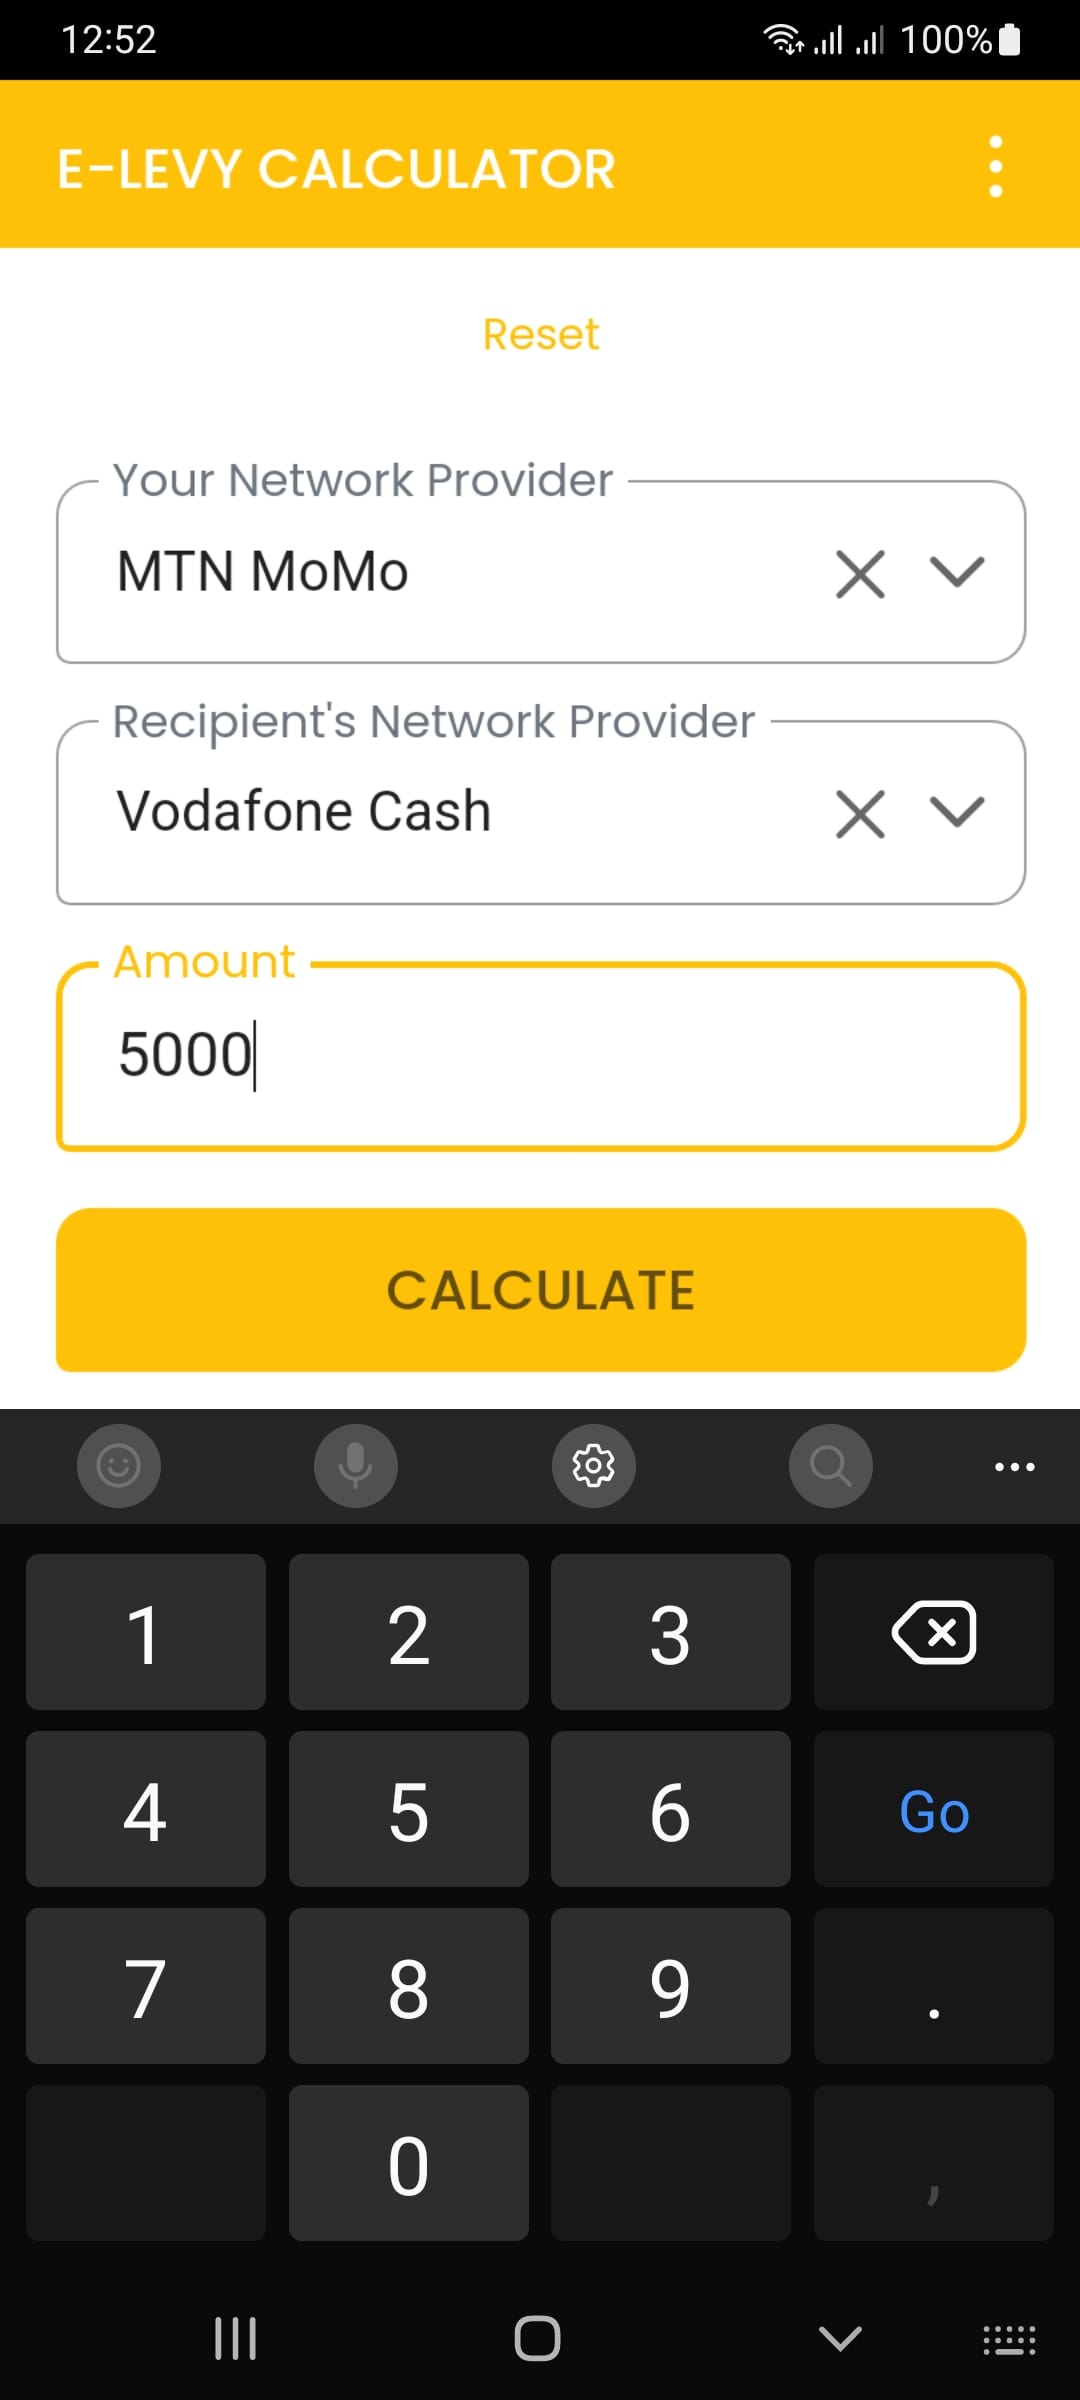 12:52 100%
E-LEVY CALCULATOR
Reset
Your Network Provider
MTN MoMo
Recipient's Network Provider
Vodafone Cash
Amount
5000
CALCULATE
1 2 3
4 5 6 Go
7 8 9 .
0 ,